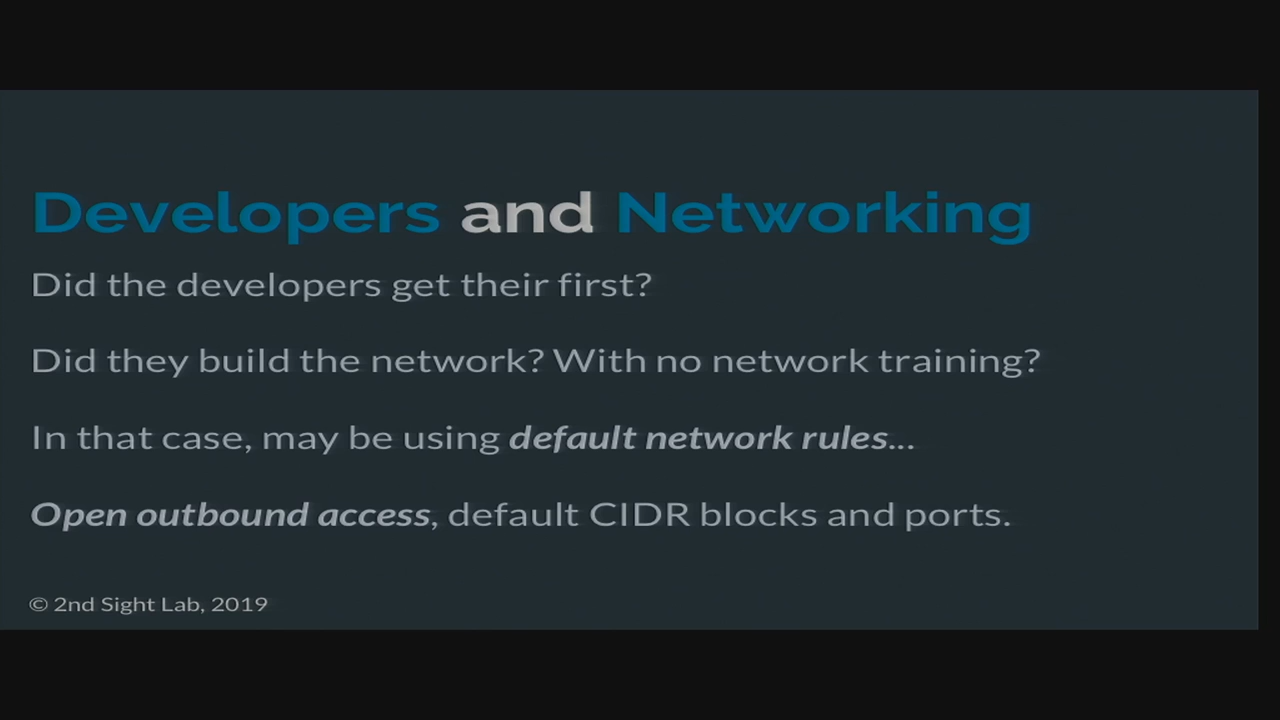 Developers and Networking
Did the developers get their first?
Did they build the network? With no network training?
In that case, may be using default network rules...
Open outbound access, default CIDR blocks and ports.
© 2nd Sight Lab, 2019